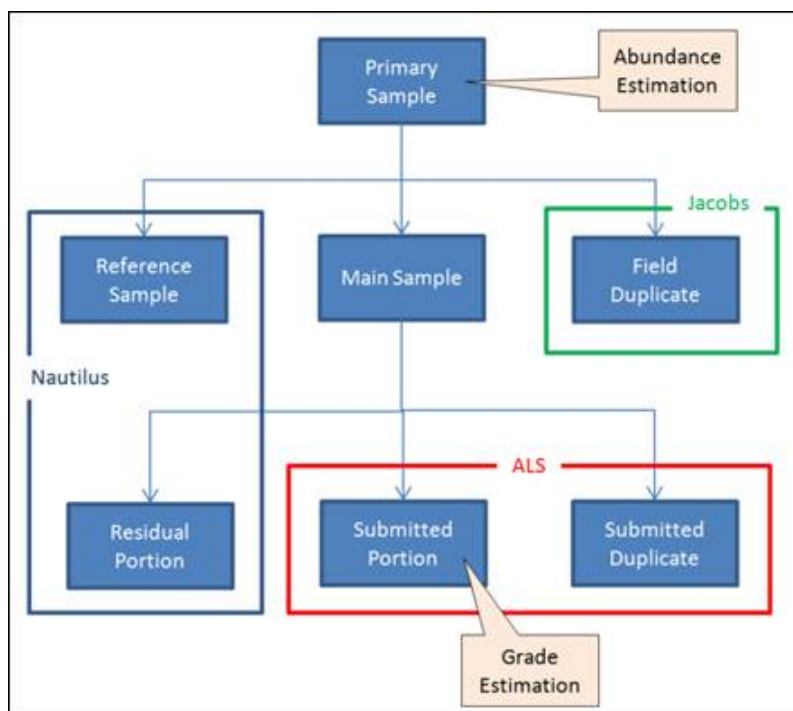 Primary
Sample
Abundance
Estimation
Jacobs
Reference
Sample
Main Sample
Field
Duplicate
Nautilus
ALS
Residual
Portion
Submitted
Portion
Submitted
Duplicate
Grade
Estimation